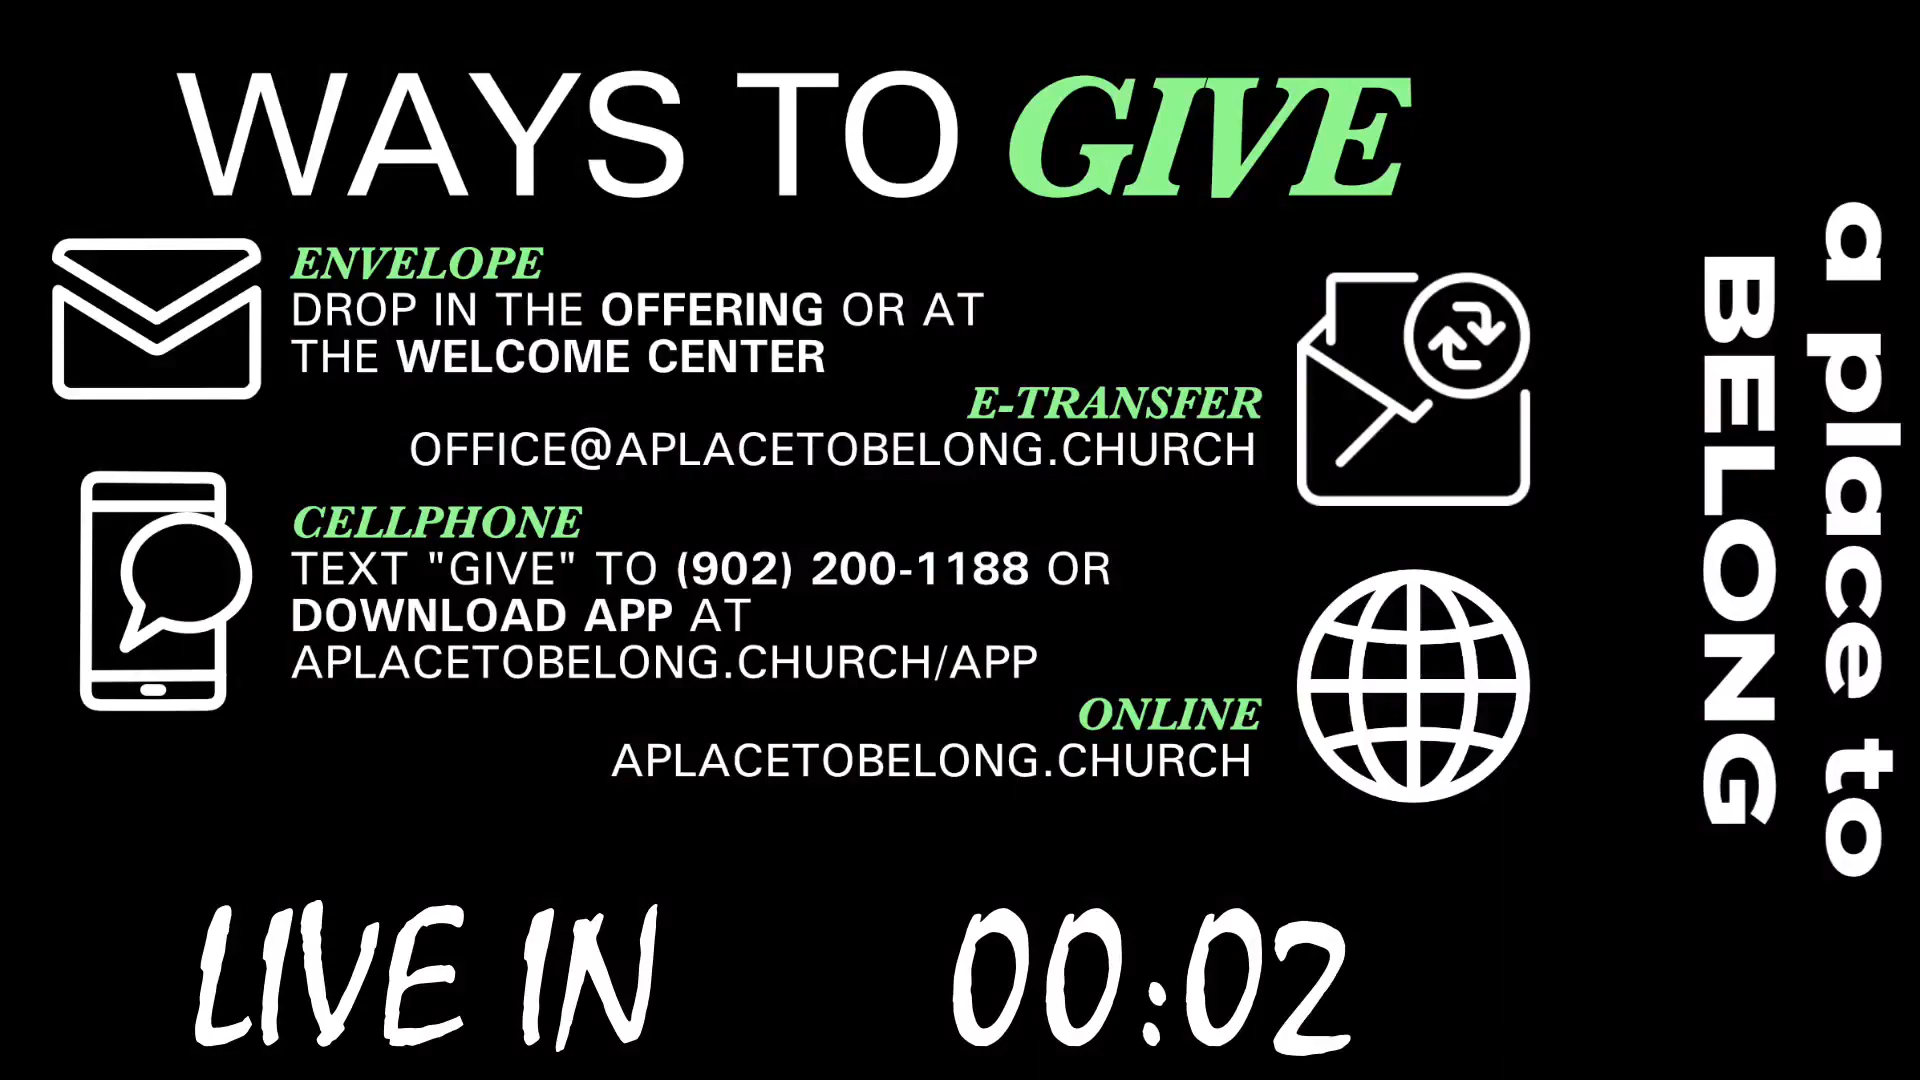 WAYS TO GIVE
ENVELOPE
DROP IN THE OFFERING OR AT
THE WELCOME CENTER
E-TRANSFER
OFFICE@APLACETOBELONG.CHURCH
CELLPHONE
TEXT "GIVE" TO (902) 200-1188 OR
DOWNLOAD APP AT
APLACETOBELONG.CHURCH/APP
ONLINE
APLACETOBELONG.CHURCH
a place to
BELONG
LIVE IN 00:02